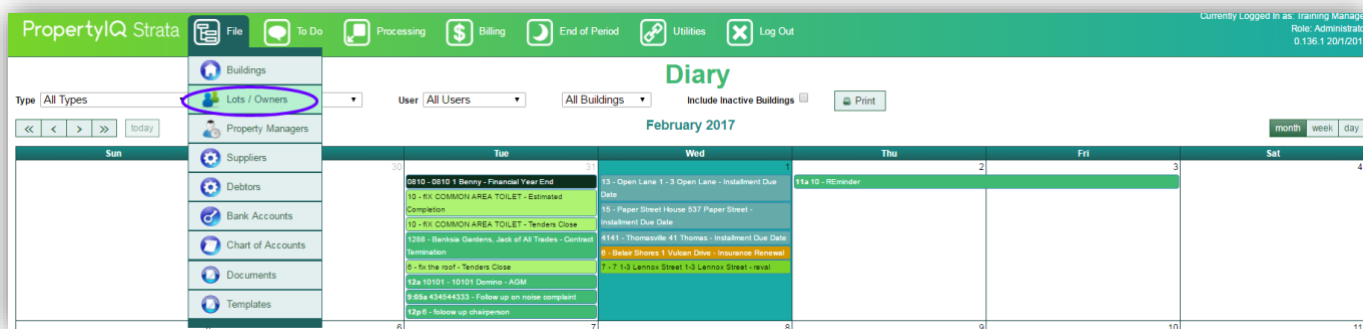 Currently Logged In as: Training Manage
Role: Administrato
0.136.1 20/1/201
PropertyIQ Strata File To Do Processing Billing End of Period Utilities Log Out
Buildings
Lots / Owners
Property Managers
Suppliers
Debtors
Bank Accounts
Chart of Accounts
Documents
Templates
Diary
Type All Types User All Users All Buildings Include Inactive Buildings Print
« < > » today February 2017 month week day
Sun Tue Wed Thu Fri Sat
30 31 1 2 3 4
0810 - 0810 1 Benny - Financial Year End
10 - fIX COMMON AREA TOILET - Estimated
Completion
10 - fIX COMMON AREA TOILET - Tenders Close
1288 - Banksia Gardens, Jack of All Trades - Contract
Termination
6 - fix the roof - Tenders Close
12a 10101 - 10101 Domino - AGM
9:05a 434544333 - Follow up on noise complaint
12p 6 - foloow up chairperson
13 - Open Lane 1 - 3 Open Lane - Installment Due
Date
15 - Paper Street House 537 Paper Street -
Installment Due Date
4141 - Thomasville 41 Thomas - Installment Due Date
6 - Belair Shores 1 Vulcan Drive - Insurance Renewal
7 - 7 1-3 Lennox Street 1-3 Lennox Street - reval
11a 10 - REminder
6 7 8 9 10 11